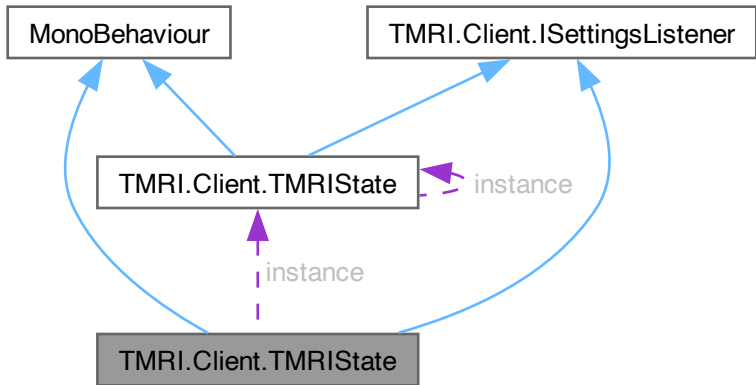 MonoBehaviour
TMRI.Client.ISettingsListener
TMRI.Client.TMRIState
instance
instance
TMRI.Client.TMRIState